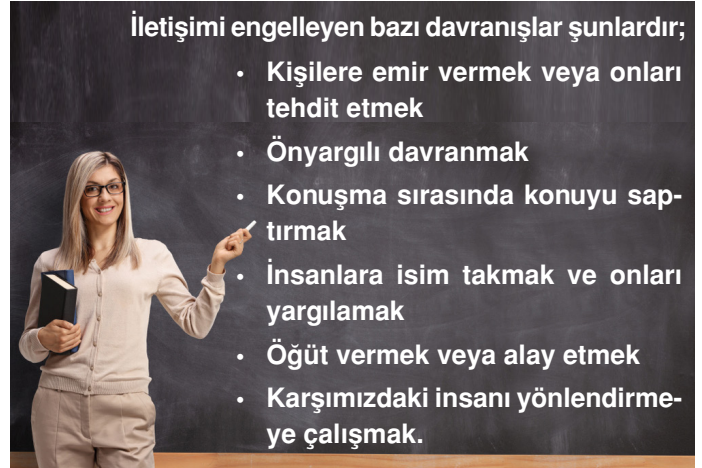 İletişimi engelleyen bazı davranışlar şunlardır;
• Kişilere emir vermek veya onları
tehdit etmek
• Önyargılı davranmak
• Konuşma sırasında konuyu sap-
tırmak
• İnsanlara isim takmak ve onları
yargılamak
• Öğüt vermek veya alay etmek
• Karşımızdaki insanı yönlendirme-
ye çalışmak.